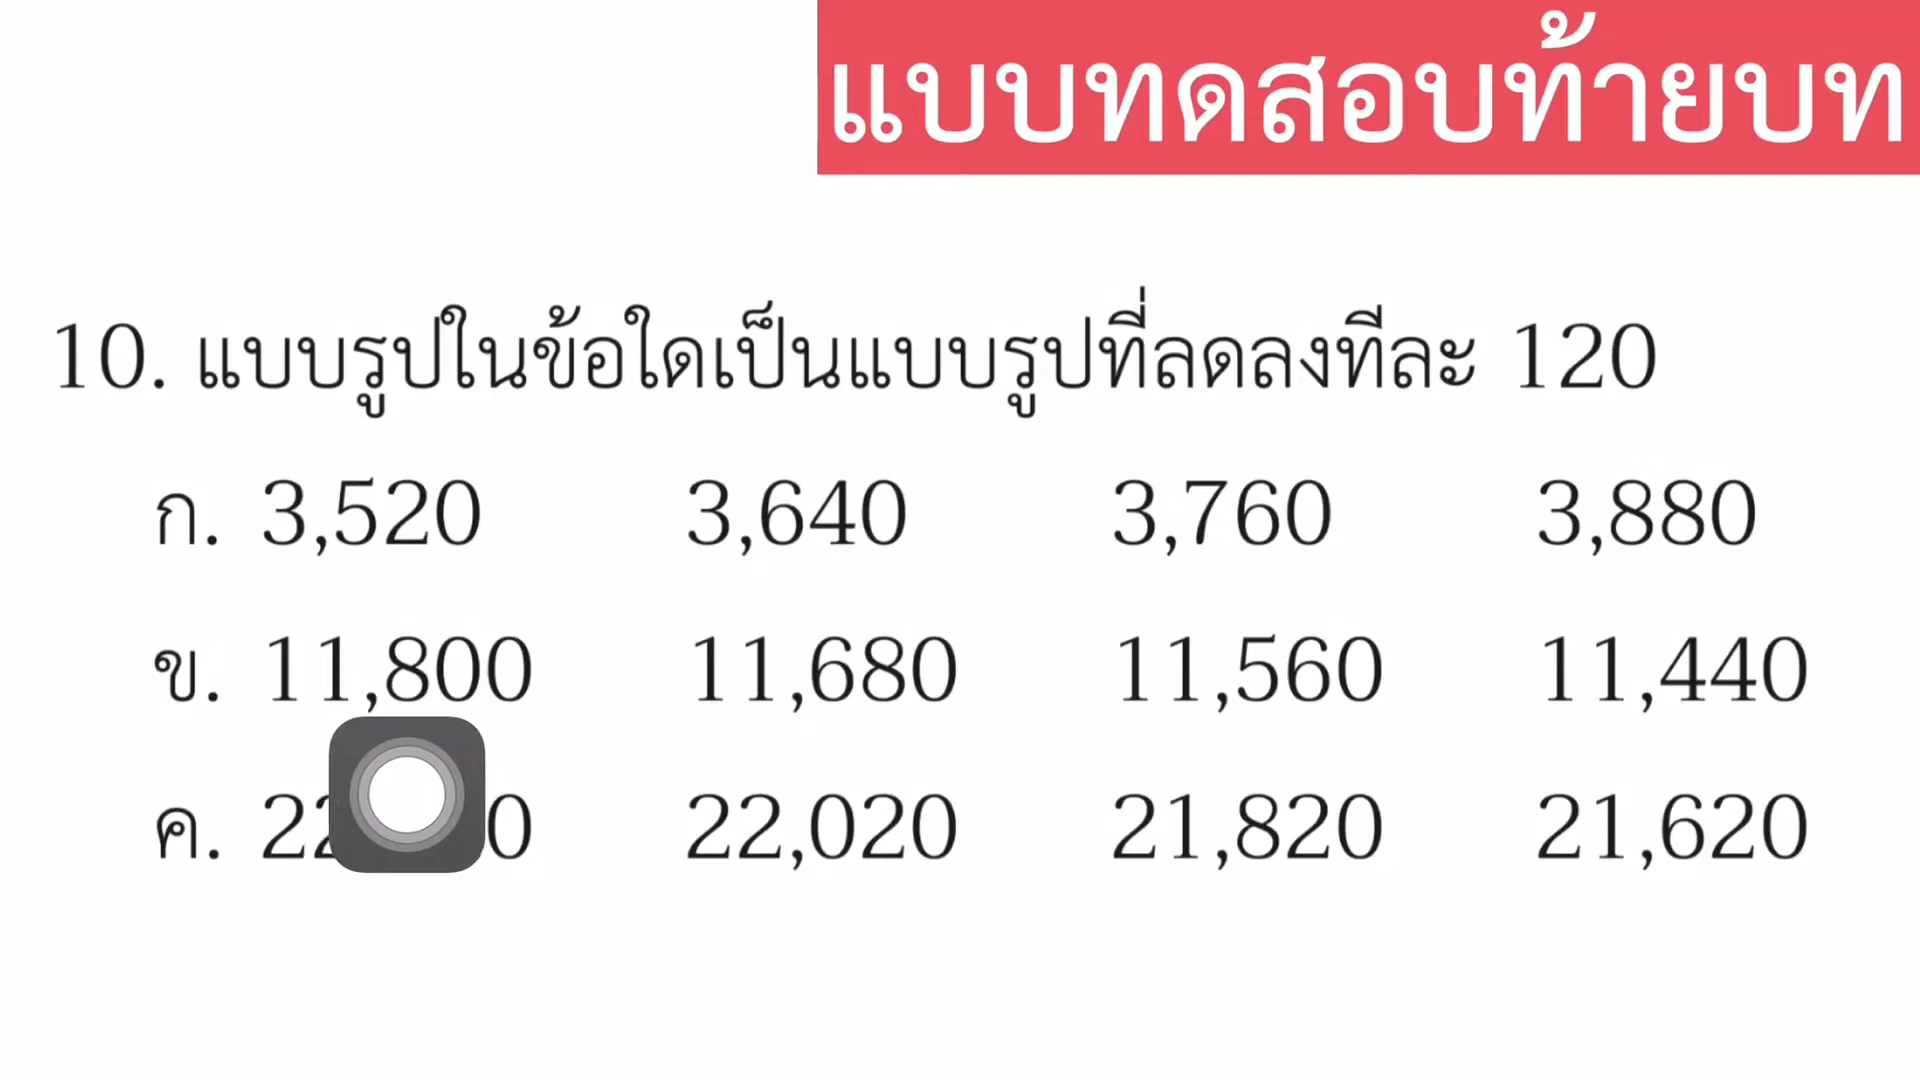 แบบทดสอบท้ายบท
10. แบบรูปในข้อใดเป็นแบบรูปที่ลดลงทีละ 120
ก. 3,520 3,640 3,760 3,880
ข. 11,800 11,680 11,560 11,440
ค. 22,020 21,820 21,620